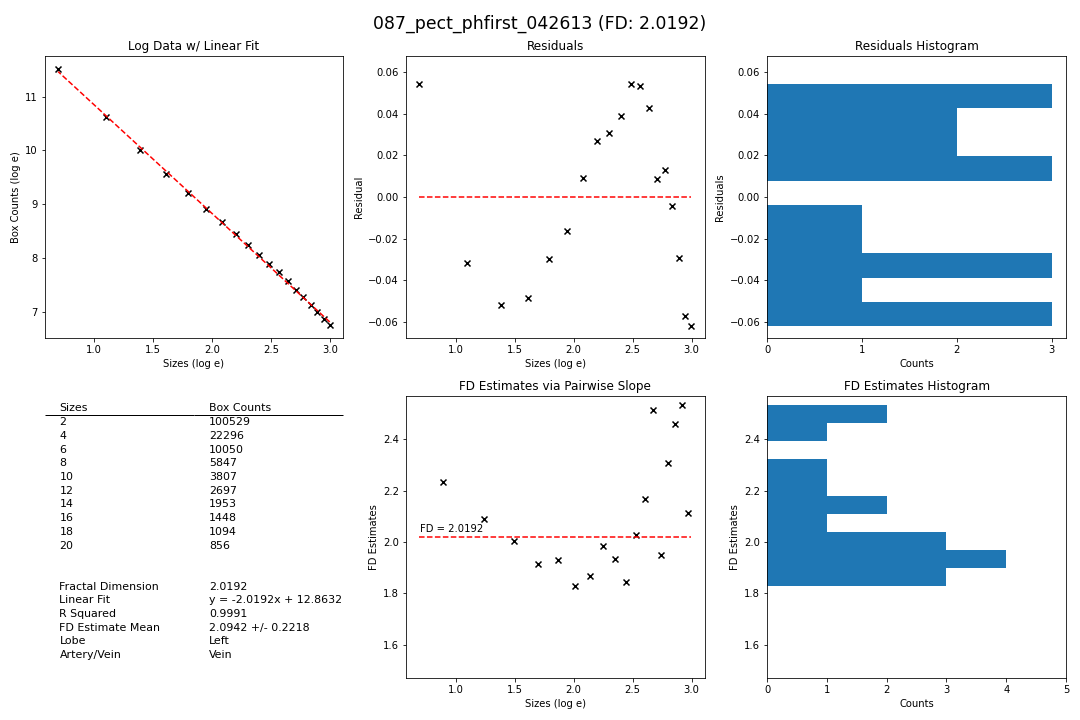 087_pect_phfirst_042613 (FD: 2.0192)
Log Data w/ Linear Fit
Box Counts (log e)
11
10
9
8
7
1.0 1.5 2.0 2.5 3.0
Sizes (log e)
Residuals
Residual
0.06
0.04
0.02
0.00
−0.02
−0.04
−0.06
1.0 1.5 2.0 2.5 3.0
Sizes (log e)
Residuals Histogram
Residuals
0.06
0.04
0.02
0.00
−0.02
−0.04
−0.06
0 1 2 3
Counts
Sizes Box Counts
2 100529
4 22296
6 10050
8 5847
10 3807
12 2697
14 1953
16 1448
18 1094
20 856
Fractal Dimension 2.0192
Linear Fit y = -2.0192x + 12.8632
R Squared 0.9991
FD Estimate Mean 2.0942 +/- 0.2218
Lobe Left
Artery/Vein Vein
FD Estimates via Pairwise Slope
FD Estimates
2.4
2.2
2.0
1.8
1.6
FD = 2.0192
1.0 1.5 2.0 2.5 3.0
Sizes (log e)
FD Estimates Histogram
FD Estimates
2.4
2.2
2.0
1.8
1.6
0 1 2 3 4 5
Counts